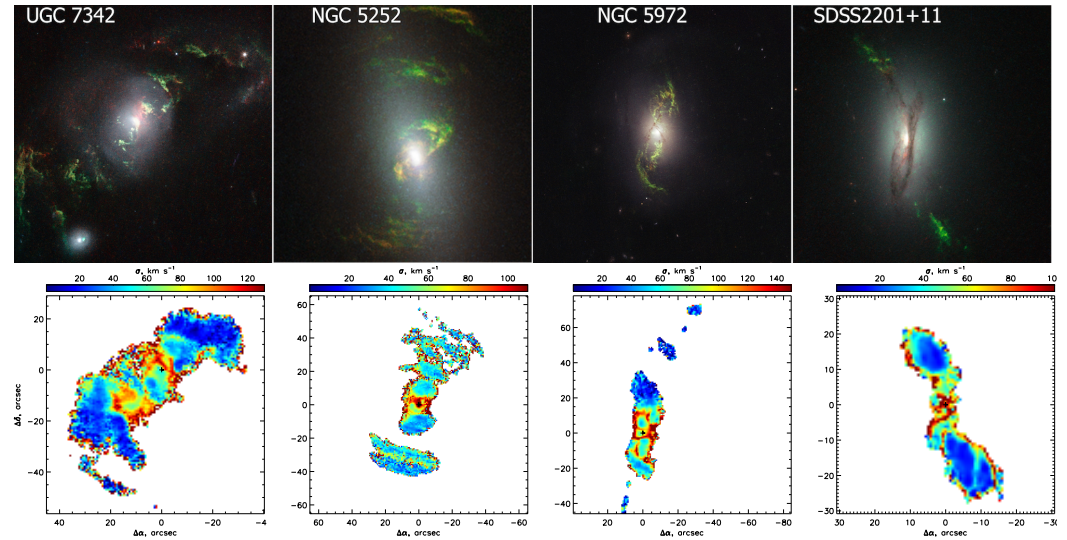 UGC 7342 NGC 5252 NGC 5972 SDSS2201+11
σ, km s⁻¹ σ, km s⁻¹ σ, km s⁻¹ σ, km s⁻¹
20 40 60 80 100 120 20 40 60 80 100 20 40 60 80 100 120 140 20 40 60 80 10
20 0 -20 -40
60 40 20 0 -20 -40 -60
60 40 20 0 -20 -40
30 20 10 0 -10 -20 -30
Δδ, arcsec
40 20 0 -20 -4 60 40 20 0 -20 -40 -60 20 0 -20 -40 -60 -80 30 20 10 0 -10 -20 -3
Δα, arcsec Δα, arcsec Δα, arcsec Δα, arcsec